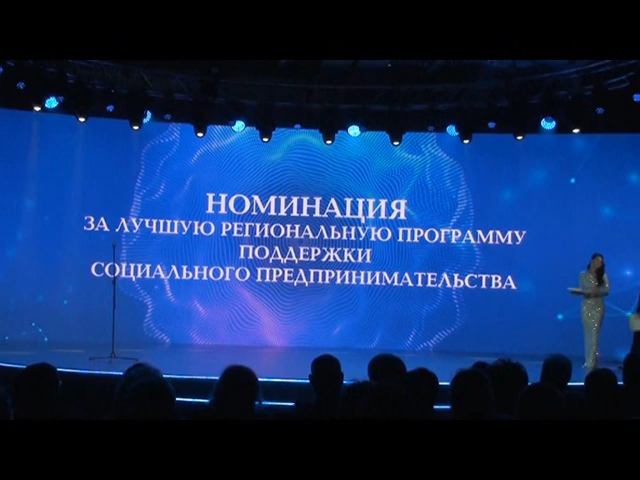 НОМИНАЦИЯ
ЗА ЛУЧШУЮ РЕГИОНАЛЬНУЮ ПРОГРАММУ
ПОДДЕРЖКИ
СОЦИАЛЬНОГО ПРЕДПРИНИМАТЕЛЬСТВА